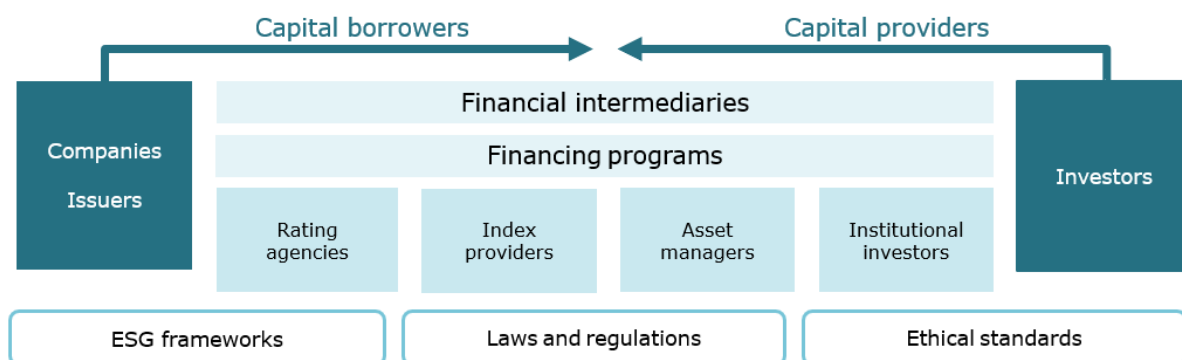 Capital borrowers
Capital providers
Financial intermediaries
Companies
Issuers
Financing programs
Investors
Rating
agencies
Index
providers
Asset
managers
Institutional
investors
ESG frameworks
Laws and regulations
Ethical standards